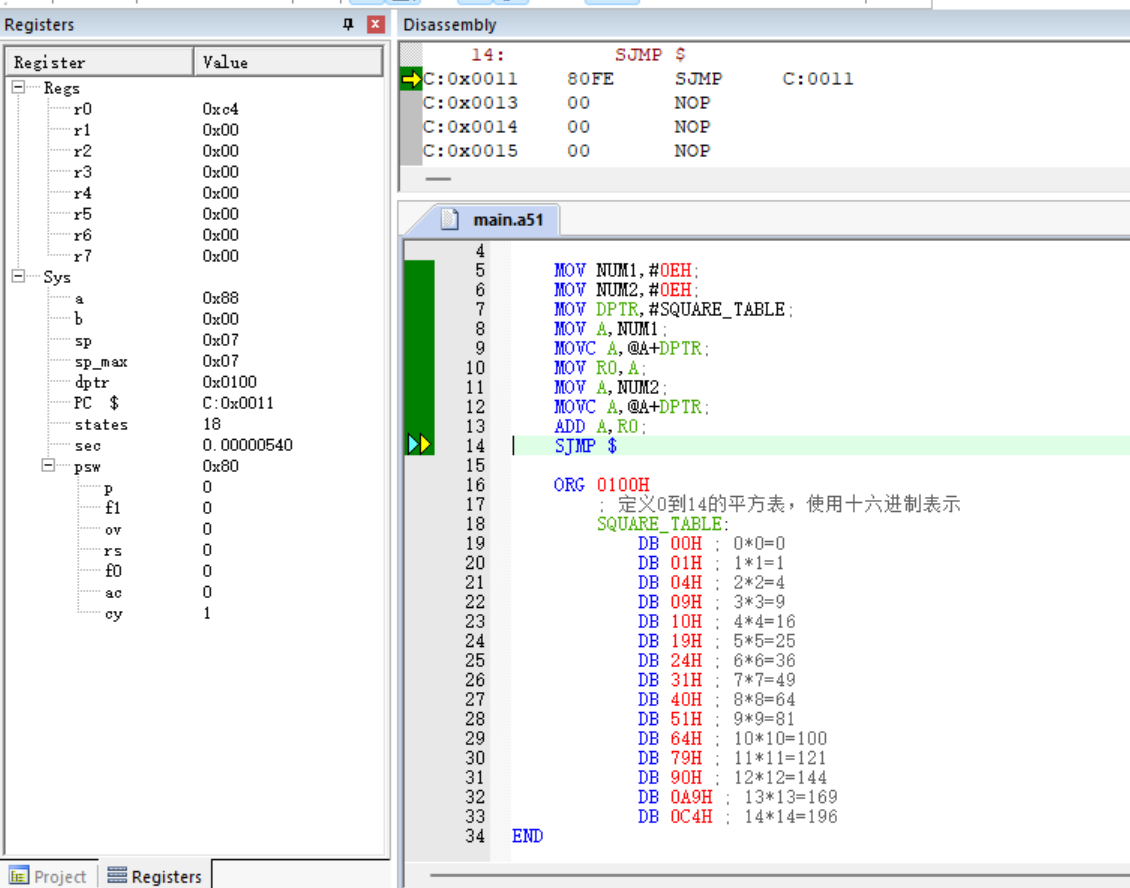 Registers
Register Value
Regs
r0 0xc4
r1 0x00
r2 0x00
r3 0x00
r4 0x00
r5 0x00
r6 0x00
r7 0x00
Sys
a 0x88
b 0x00
sp 0x07
sp_max 0x07
dptr 0x0100
PC $ C:0x0011
states 18
sec 0.00000540
psw 0x80
p 0
f1 0
ov 0
rs 0
f0 0
ac 0
cy 1
Project Registers
Disassembly
14: SJMP $
C:0x0011 80FE SJMP C:0011
C:0x0013 00 NOP
C:0x0014 00 NOP
C:0x0015 00 NOP
main.a51
4
5 MOV NUM1,#0EH;
6 MOV NUM2,#0EH;
7 MOV DPTR,#SQUARE_TABLE;
8 MOV A,NUM1;
9 MOVC A,@A+DPTR;
10 MOV R0,A;
11 MOV A,NUM2;
12 MOVC A,@A+DPTR;
13 ADD A,R0;
14 SJMP $
15
16 ORG 0100H
17 ; 定义0到14的平方表，使用十六进制表示
18 SQUARE_TABLE:
19 DB 00H ; 0*0=0
20 DB 01H ; 1*1=1
21 DB 04H ; 2*2=4
22 DB 09H ; 3*3=9
23 DB 10H ; 4*4=16
24 DB 19H ; 5*5=25
25 DB 24H ; 6*6=36
26 DB 31H ; 7*7=49
27 DB 40H ; 8*8=64
28 DB 51H ; 9*9=81
29 DB 64H ; 10*10=100
30 DB 79H ; 11*11=121
31 DB 90H ; 12*12=144
32 DB 0A9H ; 13*13=169
33 DB 0C4H ; 14*14=196
34 END